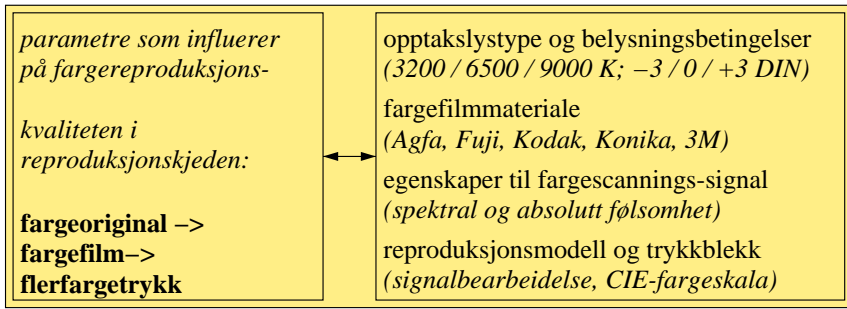 parametre som influerer
på fargereproduksjons-
kvaliteten i
reproduksjonskjeden:
fargeoriginal −>
fargefilm−>
flerfargetrykk
opptakslystype og belysningsbetingelser
(3200 / 6500 / 9000 K; −3 / 0 / +3 DIN)
fargefilmmateriale
(Agfa, Fuji, Kodak, Konika, 3M)
egenskaper til fargescannings-signal
(spektral og absolutt følsomhet)
reproduksjonsmodell og trykkblekk
(signalbearbeidelse, CIE-fargeskala)